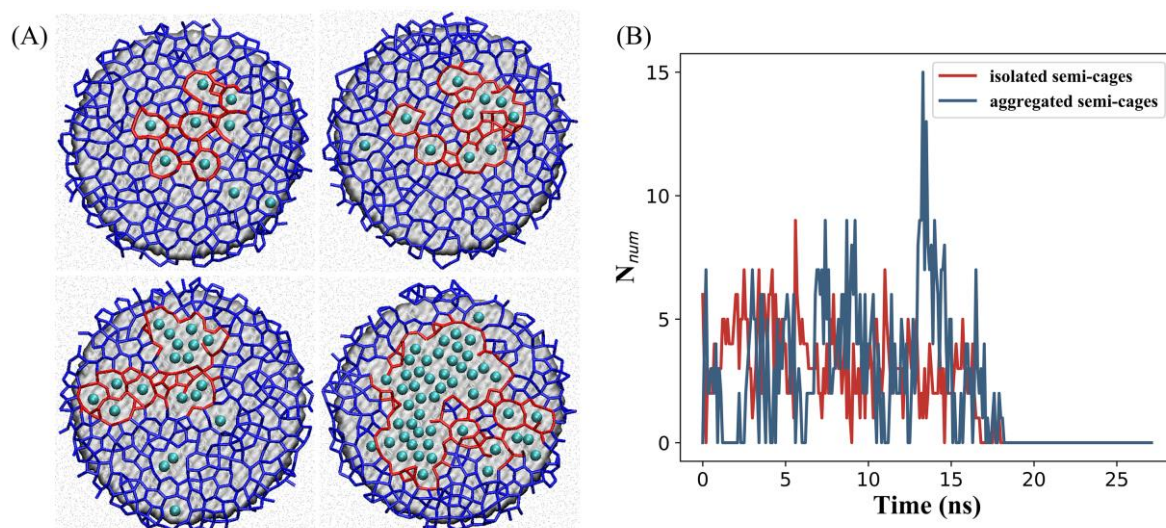 (A)
(B)
isolated semi-cages
aggregated semi-cages
15
10
5
0
N_num
0 5 10 15 20 25
Time (ns)